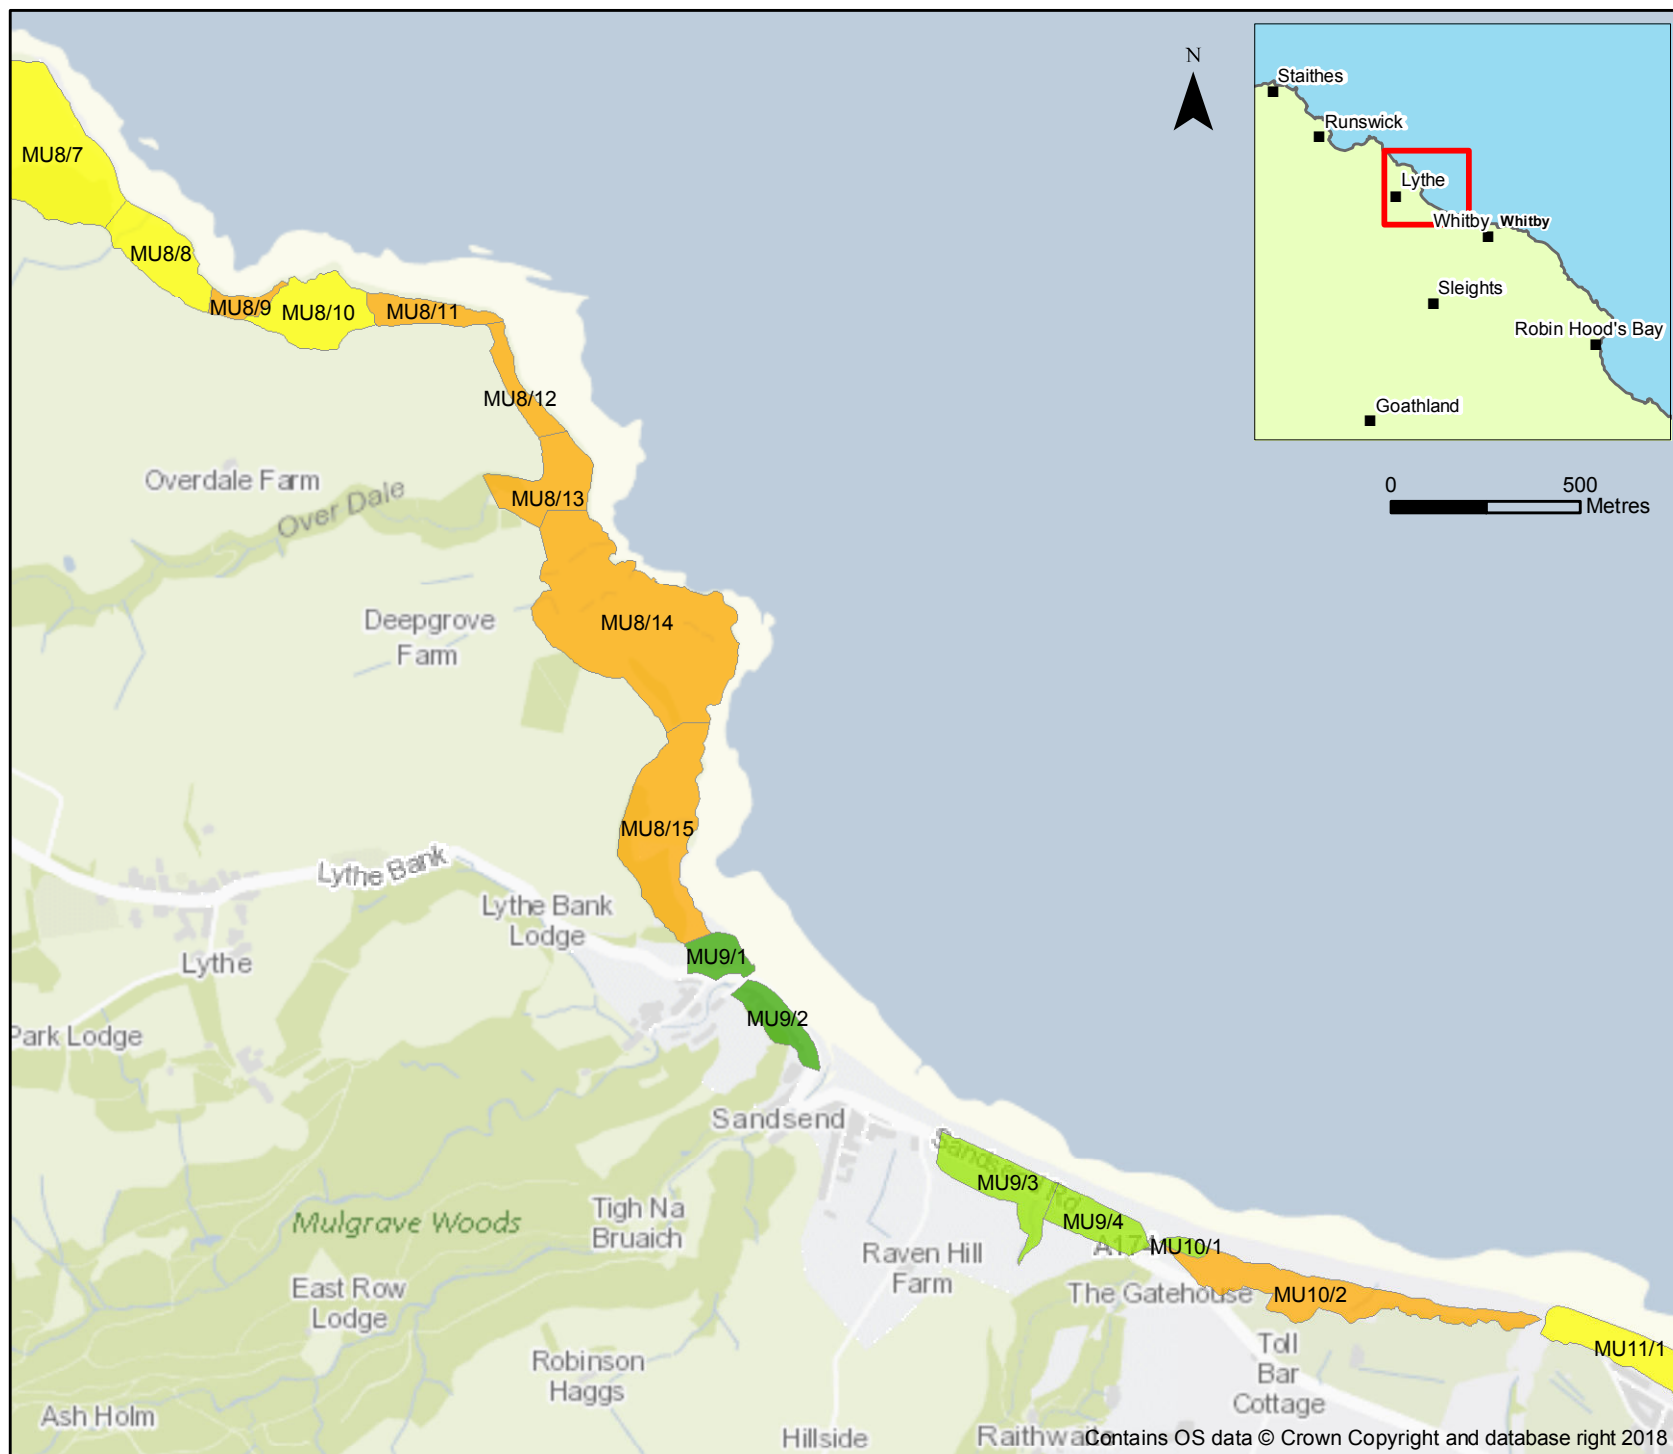 N
Staithes
Runswick
Lythe
Whitby
Whitby
Sleights
Robin Hood's Bay
Goathland
0
500
Metres
MU8/7
MU8/8
MU8/9
MU8/10
MU8/11
MU8/12
MU8/13
MU8/14
MU8/15
Overdale Farm
Over Dale
Deepgrove
Farm
Lythe Bank
Lythe Bank
Lodge
Lythe
MU9/1
MU9/2
Park Lodge
Sandsend
Sandsend Rd
MU9/3
MU9/4
A174
MU10/1
MU10/2
MU11/1
Mulgrave Woods
Tigh Na
Bruaich
Raven Hill
Farm
The Gatehouse
East Row
Lodge
Toll
Bar
Cottage
Robinson
Haggs
Ash Holm
Hillside
Contains OS data © Crown Copyright and database right 2018